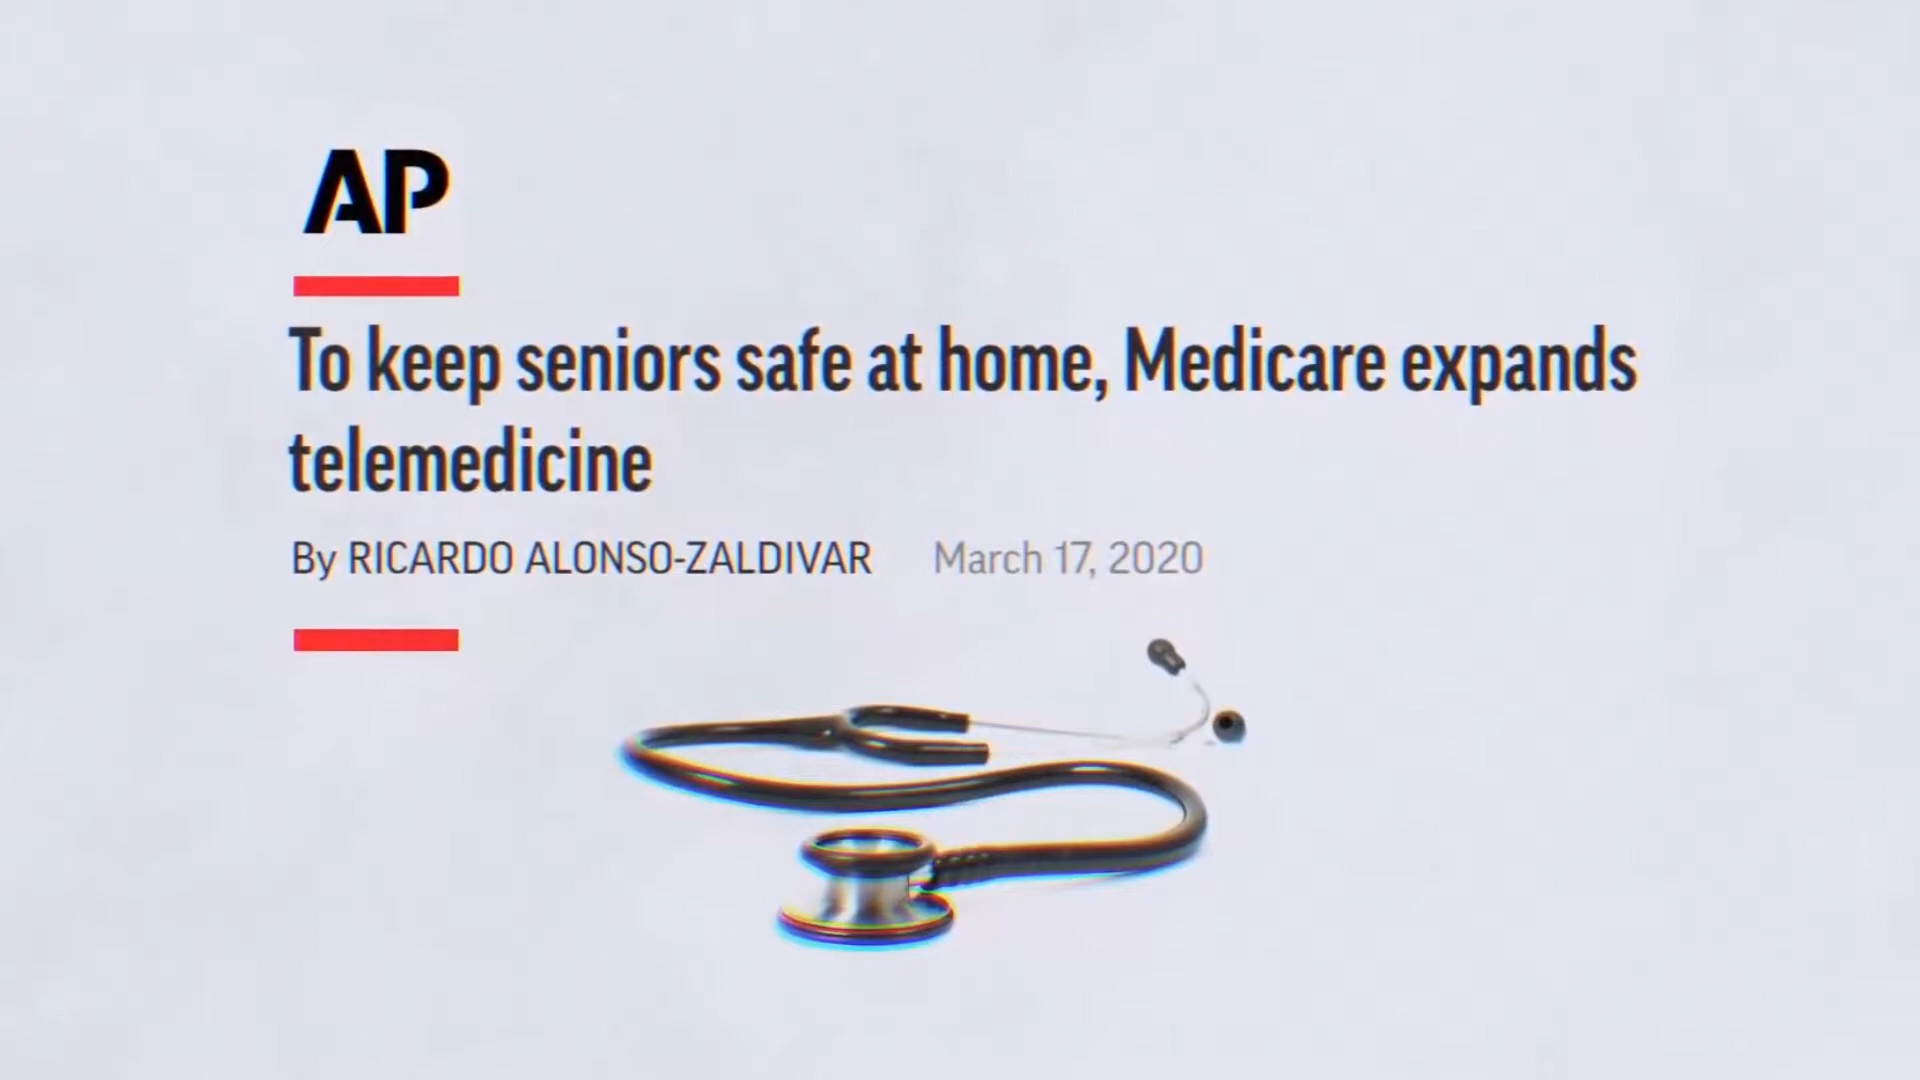 AP
To keep seniors safe at home, Medicare expands
telemedicine
By RICARDO ALONSO-ZALDIVAR March 17, 2020